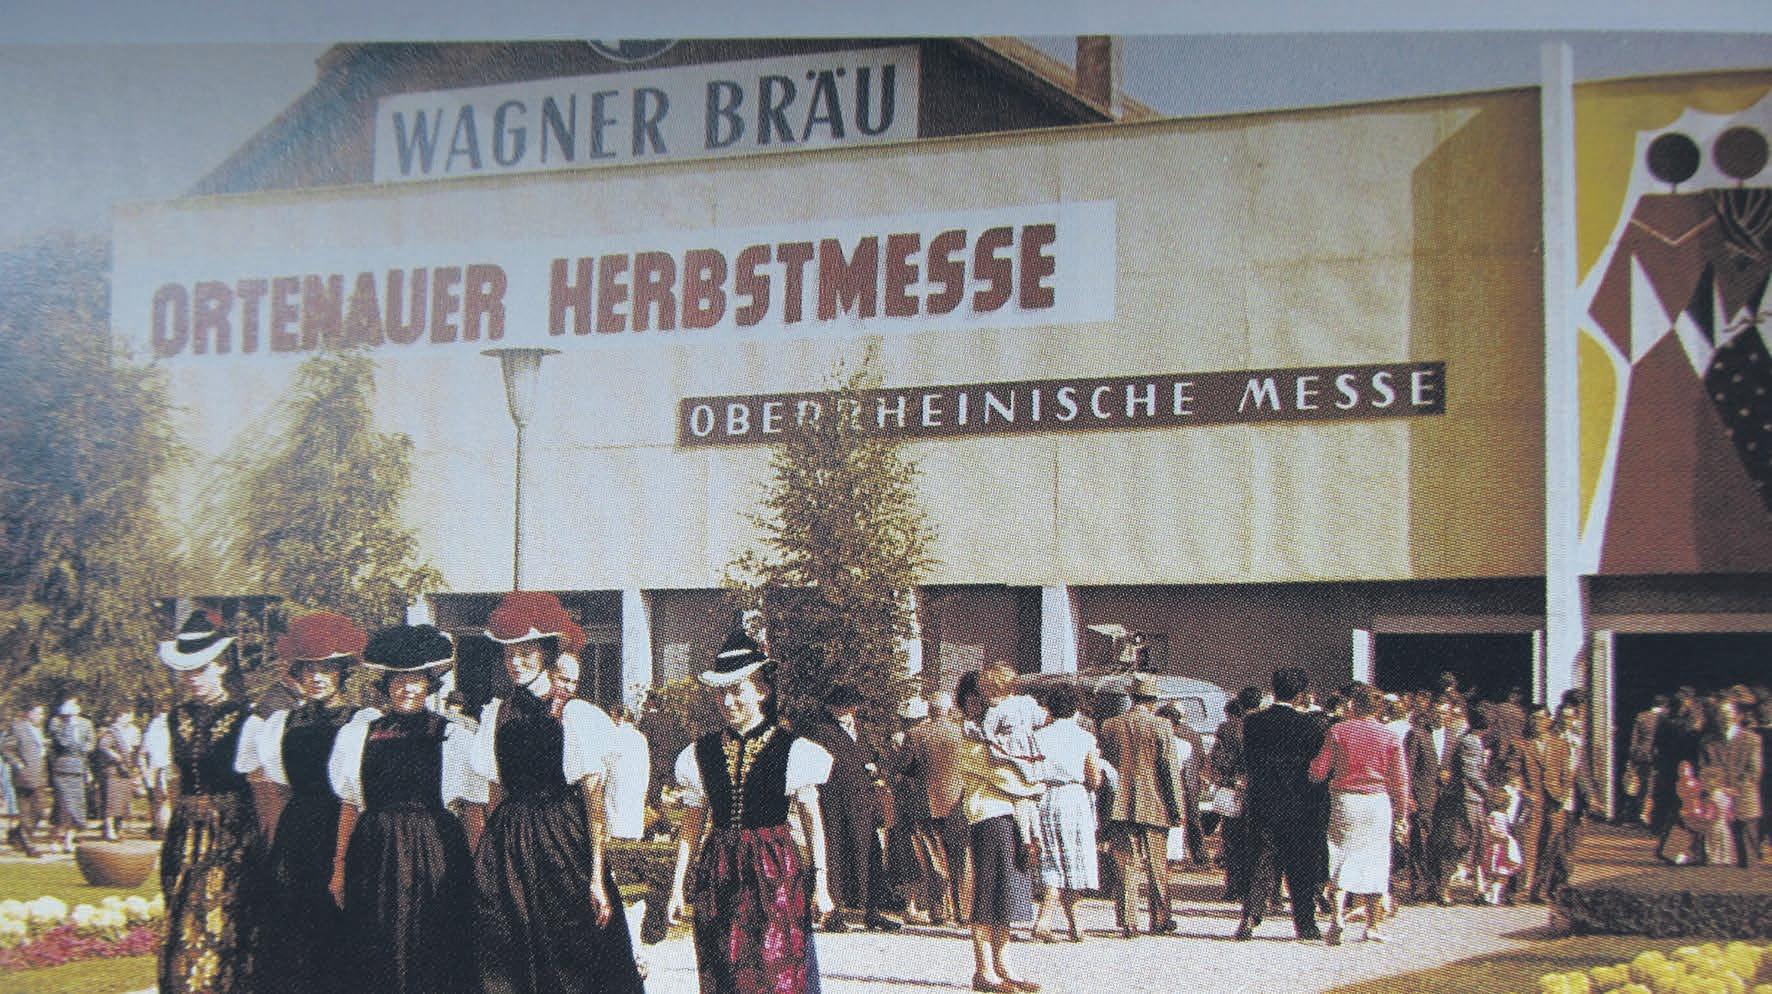 WAGNER BRÄU
ORTENAUER HERBSTMESSE
OBERRHEINISCHE MESSE